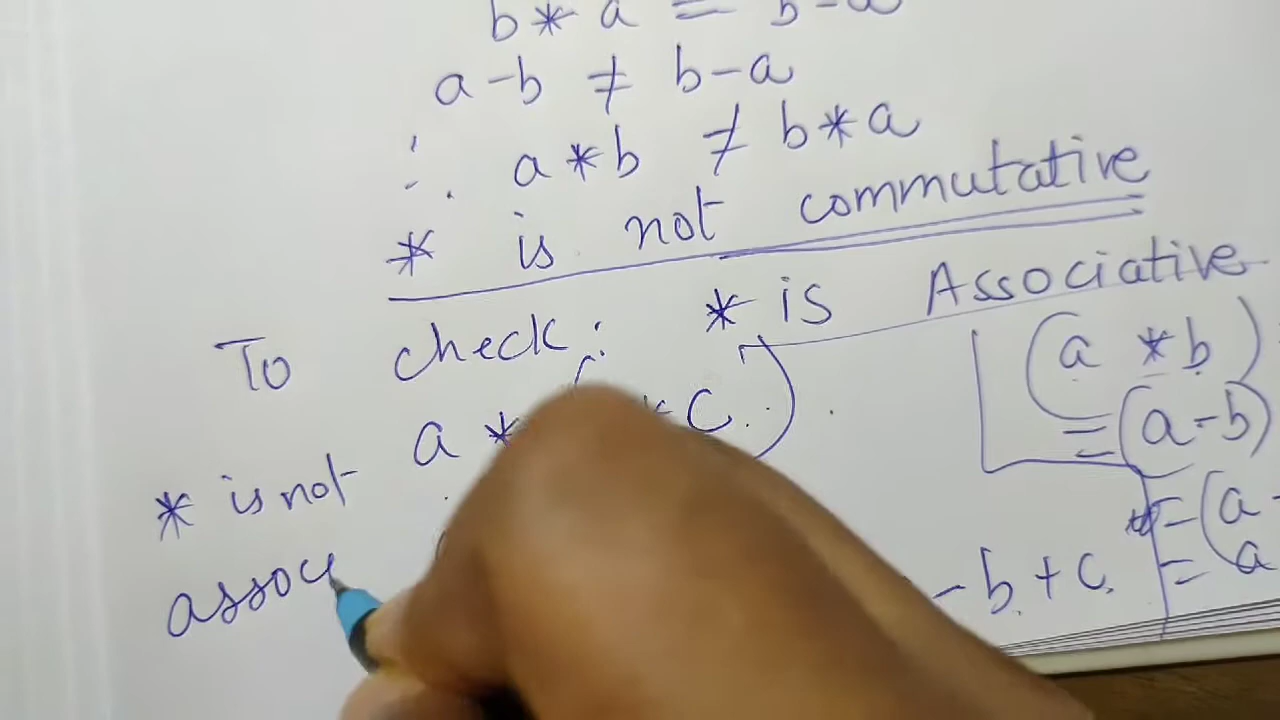 b * a = b - a
a - b ≠ b - a
∴ a * b ≠ b * a
* is not commutative
To check: * is Associative
a * ( * c)
* is not
assoc
- b + c
(a * b)
= (a - b)
= (a -
= a